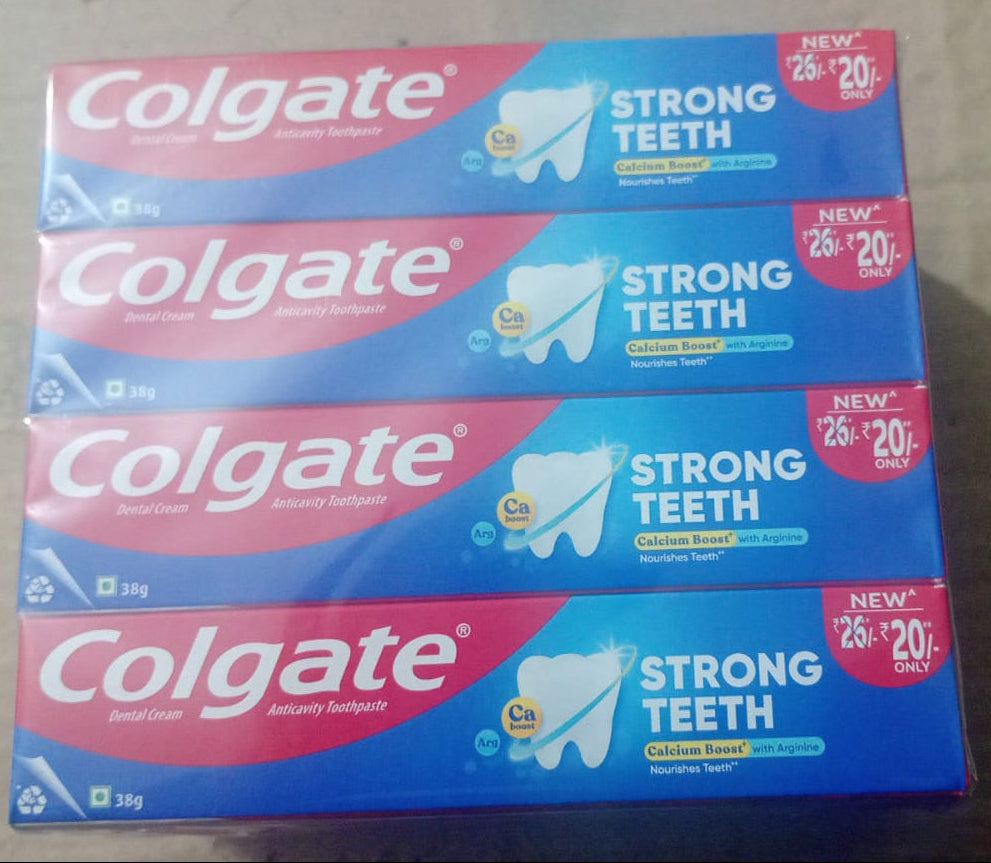 Colgate®
Dental Cream Anticavity Toothpaste
Arg
Ca
boost
STRONG
TEETH
Calcium Boost+ with Arginine
Nourishes Teeth**
NEW^
₹26/- ₹20/-
ONLY
38g
Colgate®
Dental Cream Anticavity Toothpaste
Arg
Ca
boost
STRONG
TEETH
Calcium Boost+ with Arginine
Nourishes Teeth**
NEW^
₹26/- ₹20/-
ONLY
38g
Colgate®
Dental Cream Anticavity Toothpaste
Arg
Ca
boost
STRONG
TEETH
Calcium Boost+ with Arginine
Nourishes Teeth**
NEW^
₹26/- ₹20/-
ONLY
38g
Colgate®
Dental Cream Anticavity Toothpaste
Arg
Ca
boost
STRONG
TEETH
Calcium Boost+ with Arginine
Nourishes Teeth**
NEW^
₹26/- ₹20/-
ONLY
38g